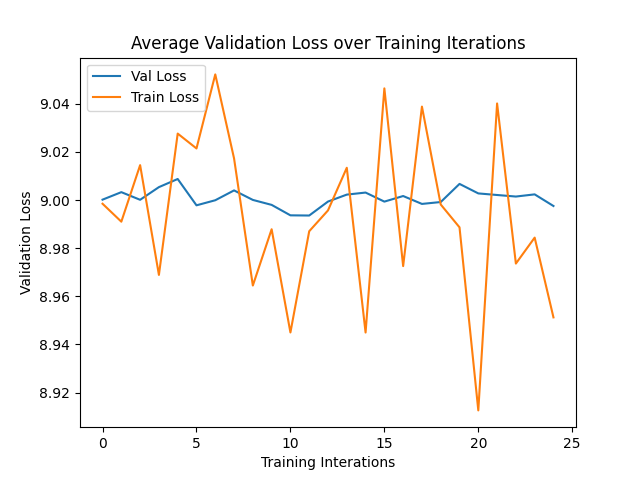 Average Validation Loss over Training Iterations
Val Loss
Train Loss
Validation Loss
9.04
9.02
9.00
8.98
8.96
8.94
8.92
0 5 10 15 20 25
Training Interations